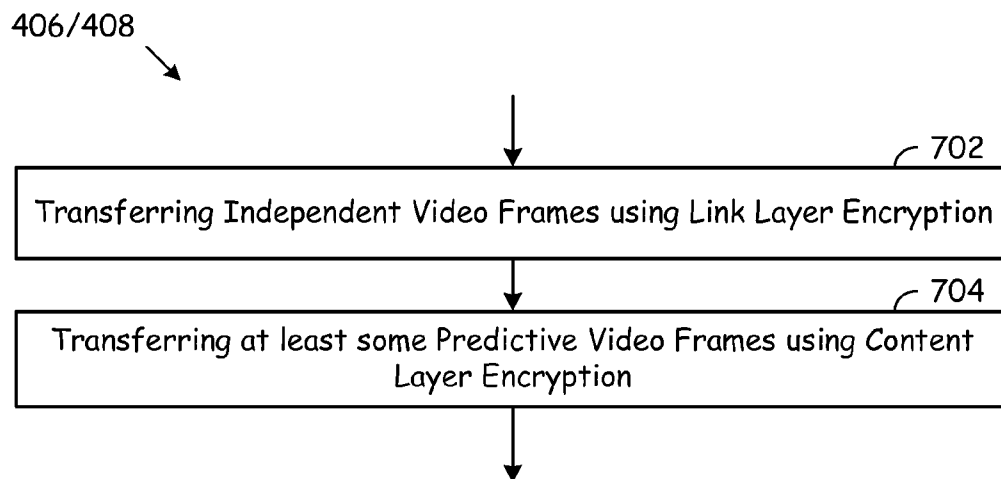 406/408
702
Transferring Independent Video Frames using Link Layer Encryption
704
Transferring at least some Predictive Video Frames using Content
Layer Encryption